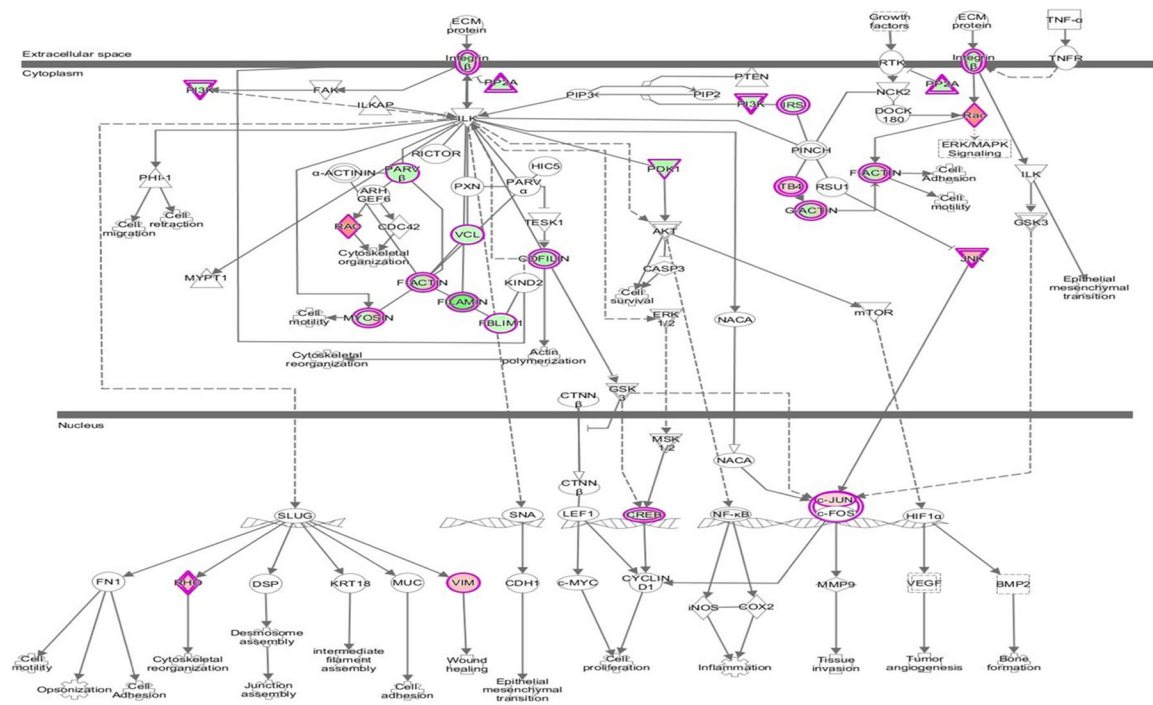 ECM
protein
Growth
factors
ECM
protein
TNF-α
Extracellular space
Integrin
β
RTK
Integrin
β
TNFR
Cytoplasm
PI3K
FAK
PP2A
PTEN
PP2A
ILKAP
PIP3
PIP2
PI3K
IRS
NCK2
DOCK
180
Rac
ILK
ERK/MAPK
Signaling
PINCH
RICTOR
HIC5
α-ACTININ
PARV
β
PHI-1
PDK1
F-ACTIN
Cell
Adhesion
ILK
ARH
GEF6
PXN
PARV
α
TB4
RSU1
Cell
motility
G-ACTIN
Cell
migration
Cell
retraction
RAC
CDC42
TESK1
GSK3
VCL
AKT
Cytoskeletal
organization
COFILIN
CASP3
JNK
MYPT1
F-ACTIN
KIND2
Epithelial
mesenchymal
transition
Cell
survival
FILAMIN
Cell
motility
MYOSIN
FBLIM1
ERK
1/2
NACA
mTOR
Cytoskeletal
reorganization
Actin
polymerization
CTNN
β
GSK
3
Nucleus
MSK
1/2
NACA
CTNN
β
c-JUN
c-FOS
SLUG
SNA
LEF1
CREB
NF-κB
HIF1α
FN1
RHO
DSP
KRT18
MUC
VIM
CDH1
c-MYC
CYCLIN
D1
MMP9
VEGF
BMP2
iNOS
COX2
Desmosome
assembly
Cell
motility
Cytoskeletal
reorganization
intermediate
filament
assembly
Wound
healing
Cell
proliferation
Inflammation
Tissue
invasion
Tumor
angiogenesis
Bone
formation
Opsonization
Cell
Adhesion
Junction
assembly
Cell
adhesion
Epithelial
mesenchymal
transition